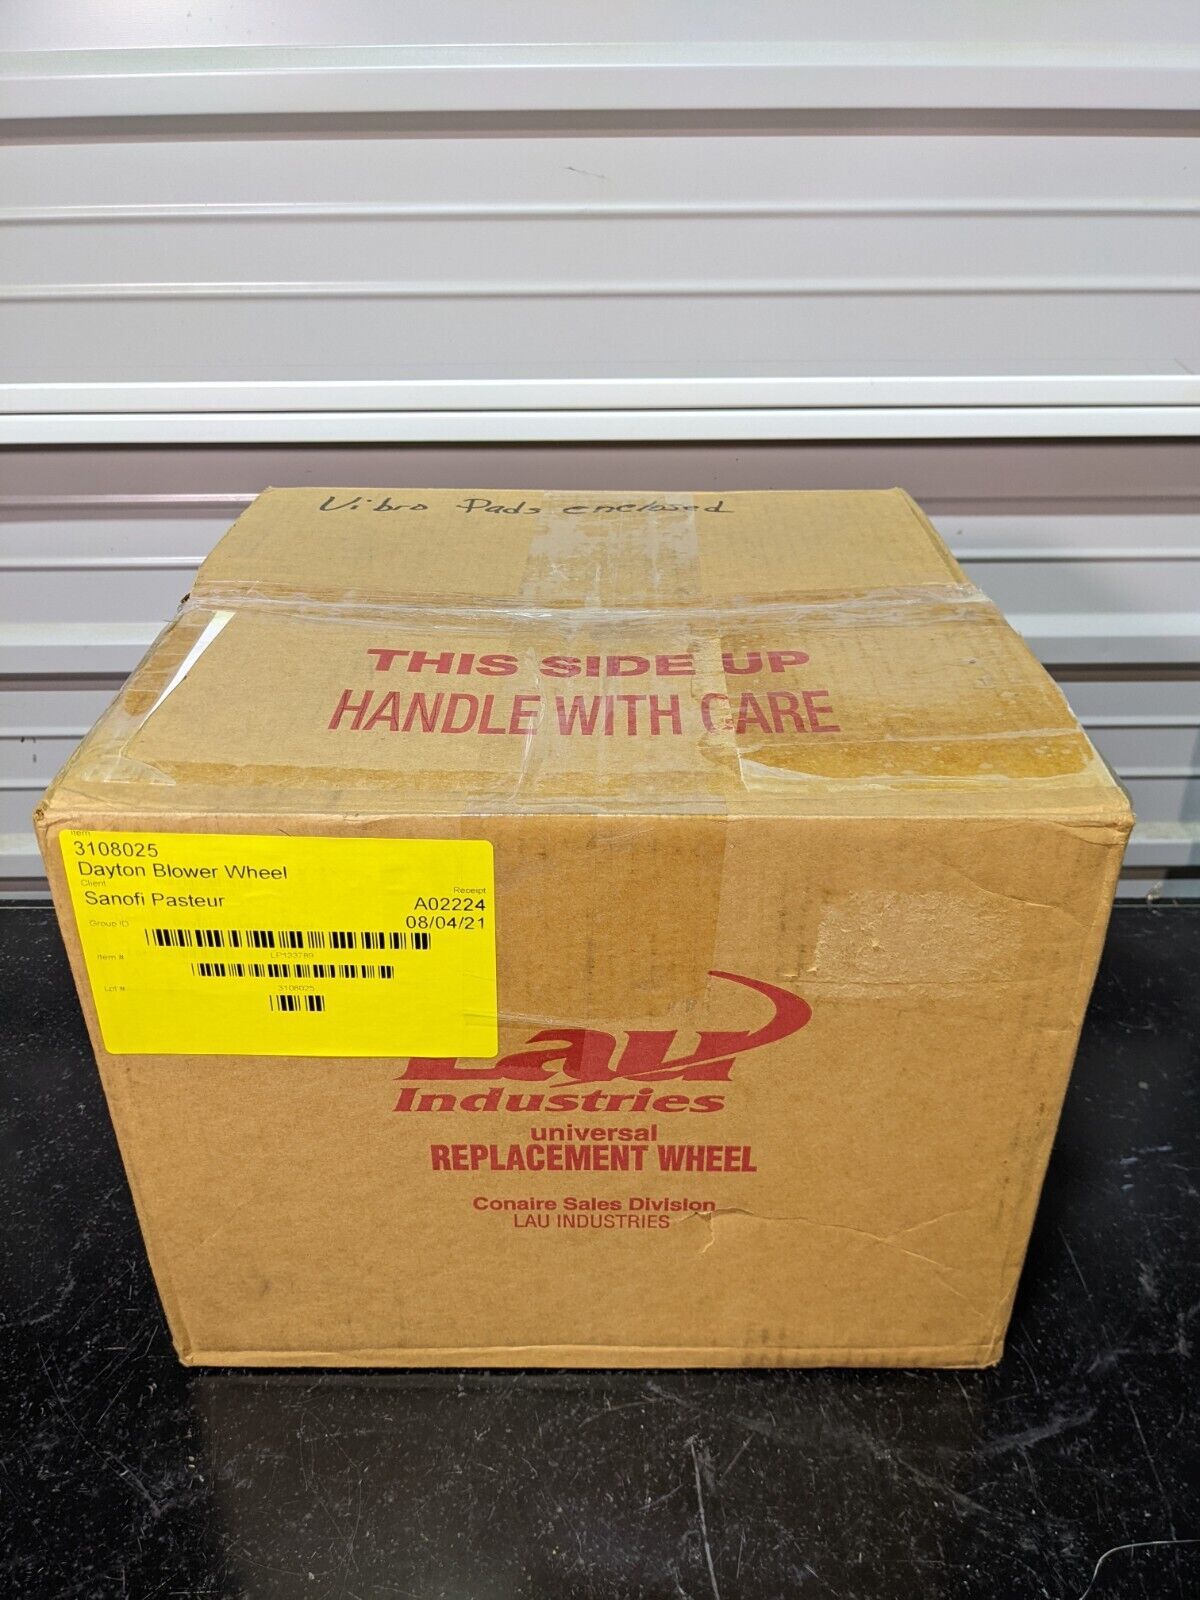 Vibro Pads enclosed
THIS SIDE UP
HANDLE WITH CARE
Item
3108025
Dayton Blower Wheel
Client
Sanofi Pasteur
Receipt
A02224
08/04/21
Group ID
LP133789
Item #
3108025
Lot #
Lau
Industries
universal
REPLACEMENT WHEEL
Conaire Sales Division
LAU INDUSTRIES